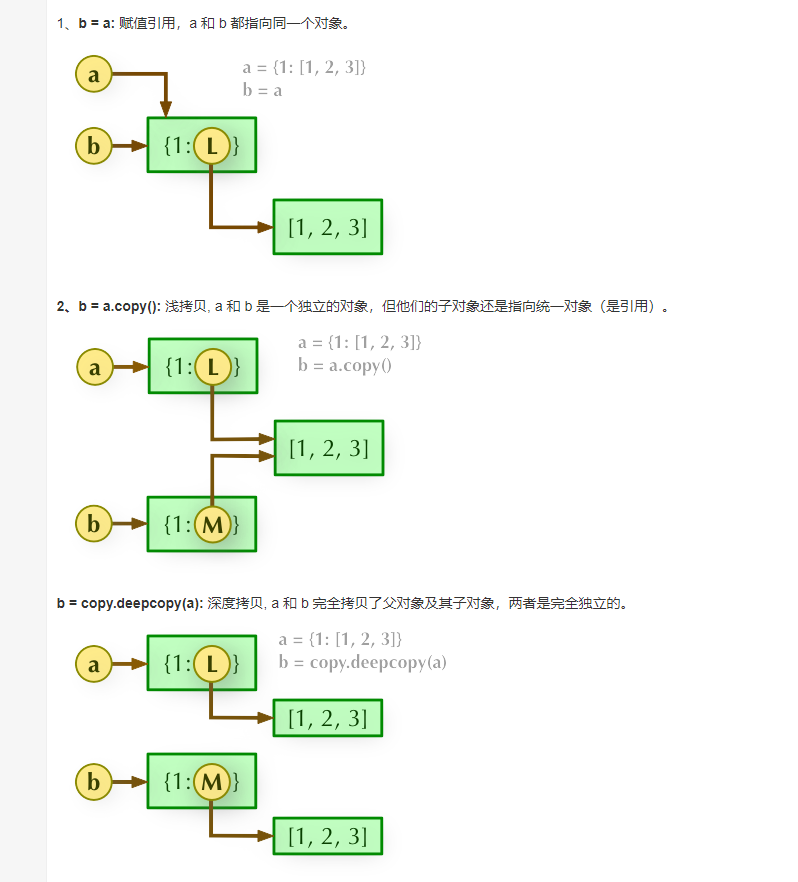 1、b = a: 赋值引用，a 和 b 都指向同一个对象。
a
a = {1: [1, 2, 3]}
b = a
b
{1: L }
[1, 2, 3]
2、b = a.copy(): 浅拷贝, a 和 b 是一个独立的对象，但他们的子对象还是指向统一对象（是引用）。
a = {1: [1, 2, 3]}
b = a.copy()
a
{1: L }
[1, 2, 3]
b
{1: M }
b = copy.deepcopy(a): 深度拷贝, a 和 b 完全拷贝了父对象及其子对象，两者是完全独立的。
a = {1: [1, 2, 3]}
b = copy.deepcopy(a)
a
{1: L }
[1, 2, 3]
b
{1: M }
[1, 2, 3]